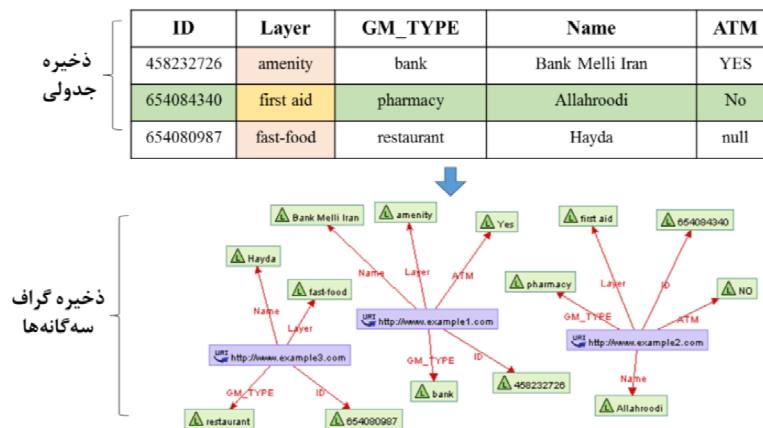 ID Layer GM_TYPE Name ATM
458232726 amenity bank Bank Melli Iran YES
654084340 first aid pharmacy Allahroodi No
654080987 fast-food restaurant Hayda null
ذخیره
جدولی
ذخیره گراف
سه‌گانه‌ها
Bank Melli Iran
amenity
Yes
first aid
654084340
Hayda
fast-food
Name
Layer
ATM
pharmacy
Layer
ID
NO
Name
Layer
GM_TYPE
ATM
URI http://www.example3.com
URI http://www.example1.com
URI http://www.example2.com
GM_TYPE
ID
GM_TYPE
ID
Name
bank
458232726
Allahroodi
restaurant
654080987